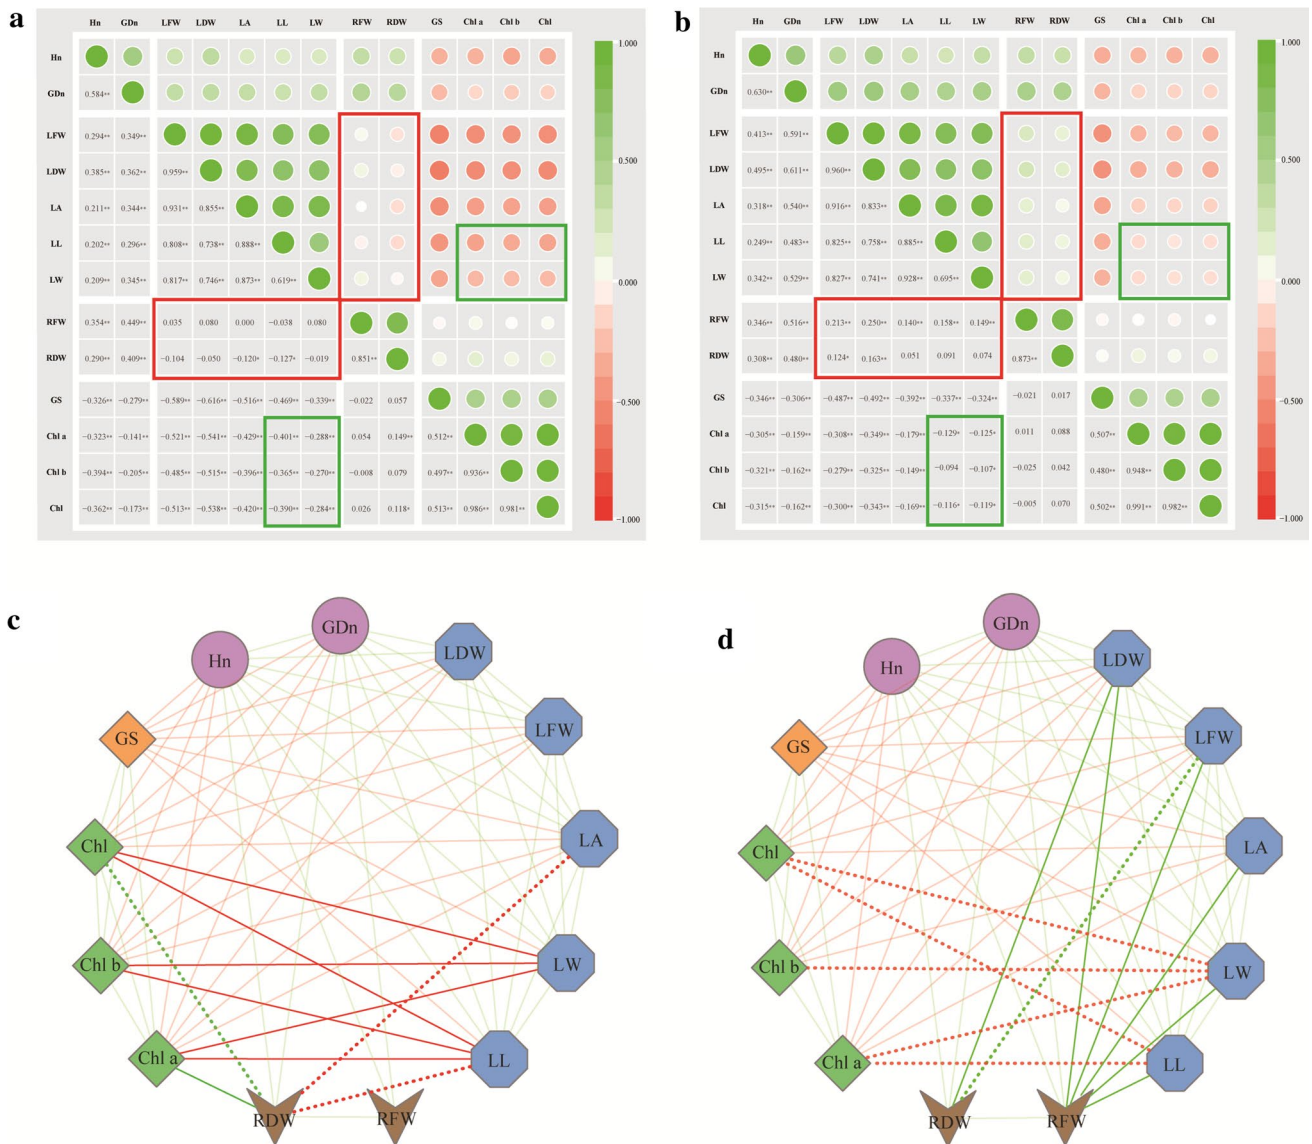 a
Hn GDn LFW LDW LA LL LW RFW RDW GS Chl a Chl b Chl
Hn
GDn 0.584**
LFW 0.294** 0.349**
LDW 0.385** 0.362** 0.959**
LA 0.211** 0.344** 0.931** 0.855**
LL 0.202** 0.296** 0.808** 0.738** 0.888**
LW 0.209** 0.345** 0.817** 0.746** 0.873** 0.619**
RFW 0.354** 0.449** 0.035 0.080 0.000 −0.038 0.080
RDW 0.290** 0.409** −0.104 −0.050 −0.120* −0.127* −0.019 0.851**
GS −0.326** −0.279** −0.589** −0.616** −0.516** −0.469** −0.339** −0.022 0.057
Chl a −0.323** −0.141** −0.521** −0.541** −0.429** −0.401** −0.288** 0.054 0.149** 0.512**
Chl b −0.394** −0.205** −0.485** −0.515** −0.396** −0.365** −0.270** −0.008 0.079 0.497** 0.936**
Chl −0.362** −0.173** −0.513** −0.538** −0.420** −0.390** −0.284** 0.026 0.118* 0.513** 0.986** 0.981**
1.000
0.500
0.000
−0.500
−1.000
b
Hn GDn LFW LDW LA LL LW RFW RDW GS Chl a Chl b Chl
Hn
GDn 0.630**
LFW 0.413** 0.591**
LDW 0.495** 0.611** 0.960**
LA 0.318** 0.540** 0.916** 0.833**
LL 0.249** 0.483** 0.825** 0.758** 0.885**
LW 0.342** 0.529** 0.827** 0.741** 0.928** 0.695**
RFW 0.346** 0.516** 0.213** 0.250** 0.140** 0.158** 0.149**
RDW 0.308** 0.480** 0.124* 0.163** 0.051 0.091 0.074 0.873**
GS −0.346** −0.306** −0.487** −0.492** −0.392** −0.337** −0.324** −0.021 0.017
Chl a −0.305** −0.159** −0.308** −0.349** −0.179** −0.129* −0.125* 0.011 0.088 0.507**
Chl b −0.321** −0.162** −0.279** −0.325** −0.149** −0.094 −0.107* −0.025 0.042 0.480** 0.948**
Chl −0.315** −0.162** −0.300** −0.343** −0.169** −0.116* −0.119* −0.005 0.070 0.502** 0.991** 0.982**
1.000
0.500
0.000
−0.500
−1.000
c
GDn
Hn
LDW
LFW
GS
LA
Chl
LW
Chl b
LL
Chl a
RDW
RFW
d
GDn
Hn
LDW
LFW
GS
LA
Chl
LW
Chl b
LL
Chl a
RDW
RFW